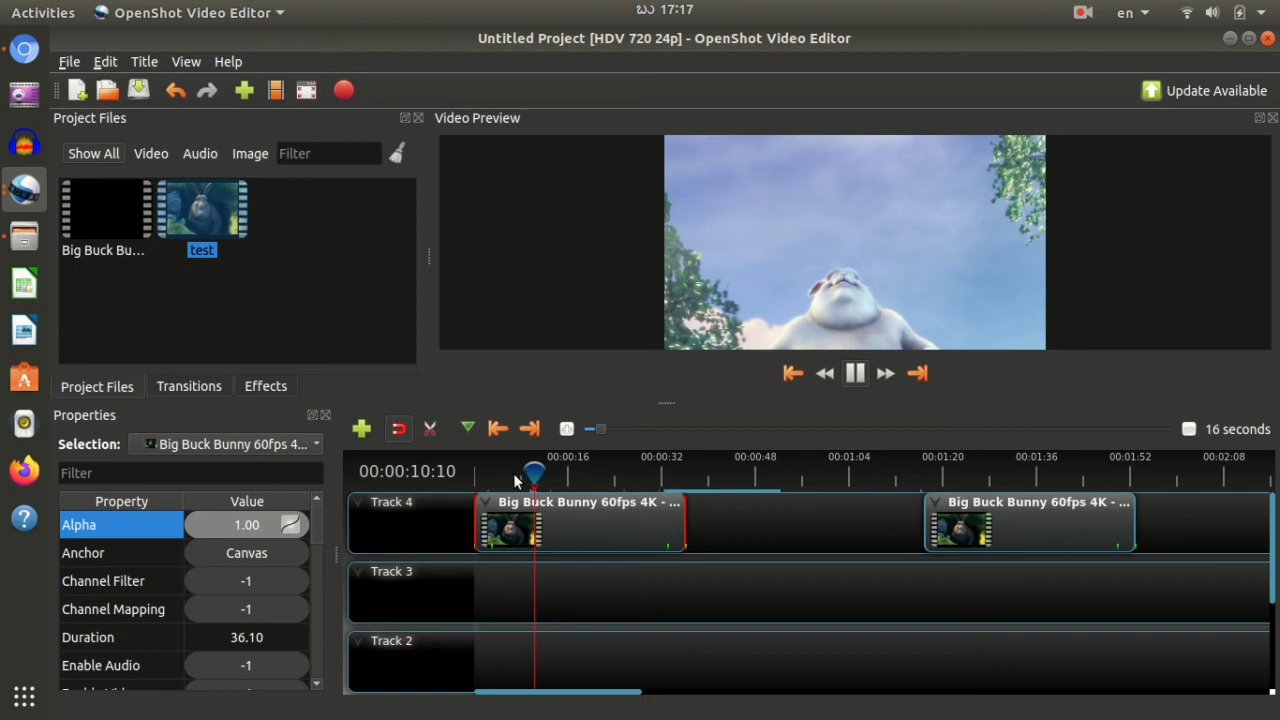 Activities
OpenShot Video Editor
ខាງ 17:17
en
Untitled Project [HDV 720 24p] - OpenShot Video Editor
File Edit Title View Help
Update Available
Project Files
Video Preview
Show All Video Audio Image Filter
Big Buck Bu...
test
Project Files Transitions Effects
Properties
Selection: Big Buck Bunny 60fps 4...
Filter
16 seconds
Property Value
00:00:10:10
00:00:16 00:00:32 00:00:48 00:01:04 00:01:20 00:01:36 00:01:52 00:02:08
Alpha 1.00
Anchor Canvas
Channel Filter -1
Channel Mapping -1
Duration 36.10
Enable Audio -1
Track 4
Big Buck Bunny 60fps 4K - ...
Big Buck Bunny 60fps 4K - ...
Track 3
Track 2